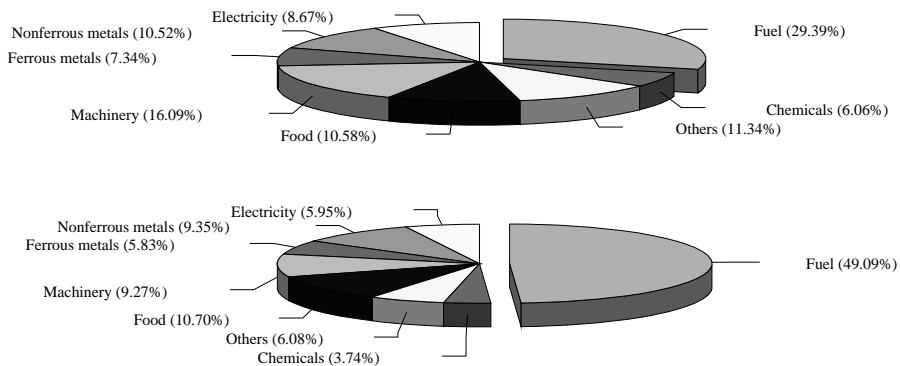 Electricity (8.67%)
Fuel (29.39%)
Nonferrous metals (10.52%)
Ferrous metals (7.34%)
Chemicals (6.06%)
Machinery (16.09%)
Others (11.34%)
Food (10.58%)
Electricity (5.95%)
Nonferrous metals (9.35%)
Ferrous metals (5.83%)
Fuel (49.09%)
Machinery (9.27%)
Food (10.70%)
Others (6.08%)
Chemicals (3.74%)